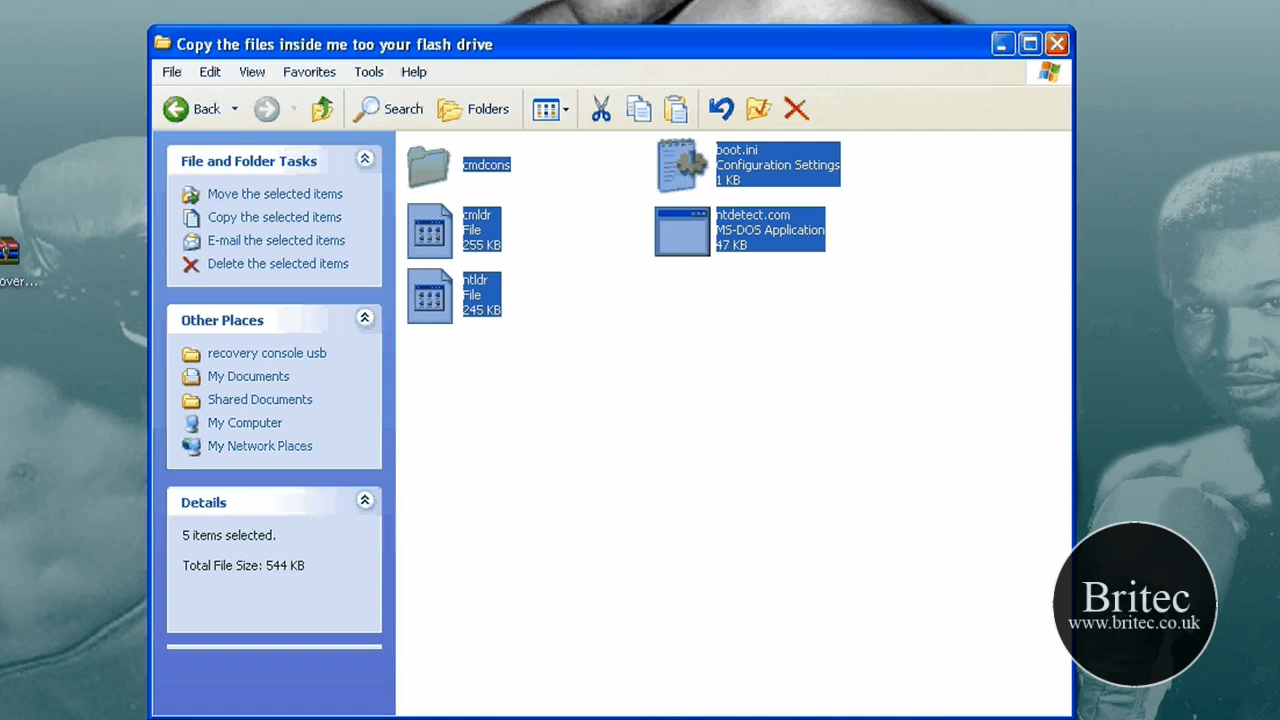 Copy the files inside me too your flash drive
File Edit View Favorites Tools Help
Back Search Folders
File and Folder Tasks
Move the selected items
Copy the selected items
E-mail the selected items
Delete the selected items
Other Places
recovery console usb
My Documents
Shared Documents
My Computer
My Network Places
Details
5 items selected.
Total File Size: 544 KB
cmdcons
boot.ini
Configuration Settings
1 KB
cmldr
File
255 KB
ntdetect.com
MS-DOS Application
47 KB
ntldr
File
245 KB
over...
Britec
www.britec.co.uk